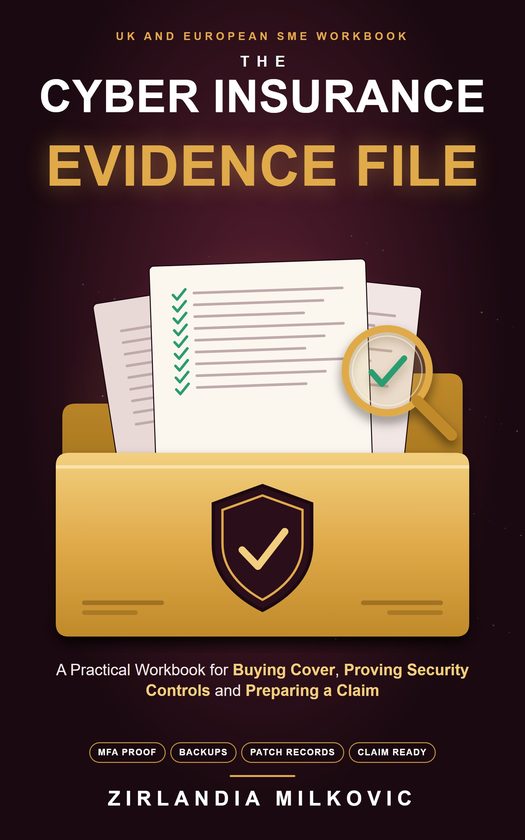 UK AND EUROPEAN SME WORKBOOK
THE
CYBER INSURANCE
EVIDENCE FILE
A Practical Workbook for Buying Cover, Proving Security
Controls and Preparing a Claim
MFA PROOF
BACKUPS
PATCH RECORDS
CLAIM READY
ZIRLANDIA MILKOVIC